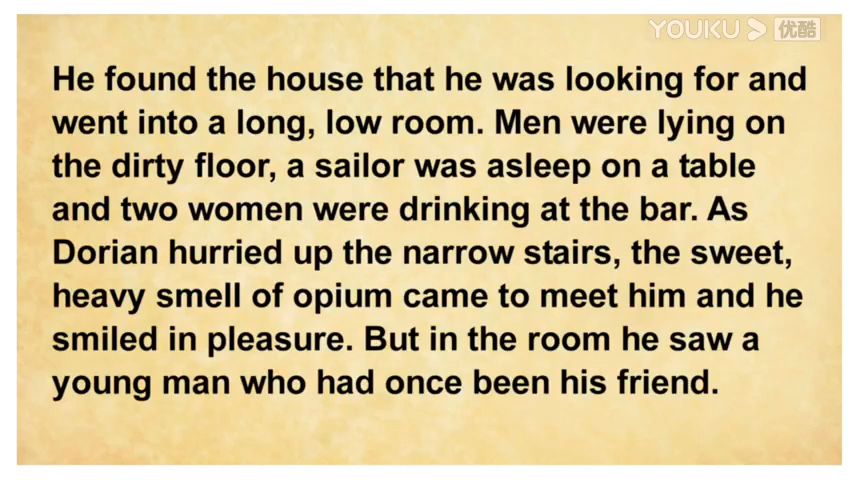 YOUKU 优酷
He found the house that he was looking for and
went into a long, low room. Men were lying on
the dirty floor, a sailor was asleep on a table
and two women were drinking at the bar. As
Dorian hurried up the narrow stairs, the sweet,
heavy smell of opium came to meet him and he
smiled in pleasure. But in the room he saw a
young man who had once been his friend.